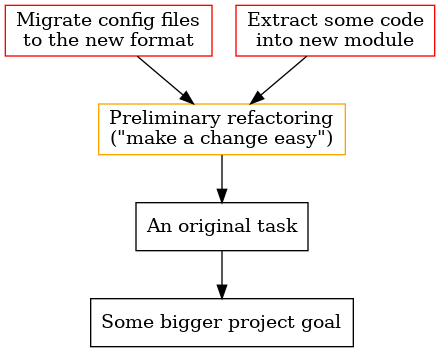 Migrate config files
to the new format
Extract some code
into new module
Preliminary refactoring
("make a change easy")
An original task
Some bigger project goal